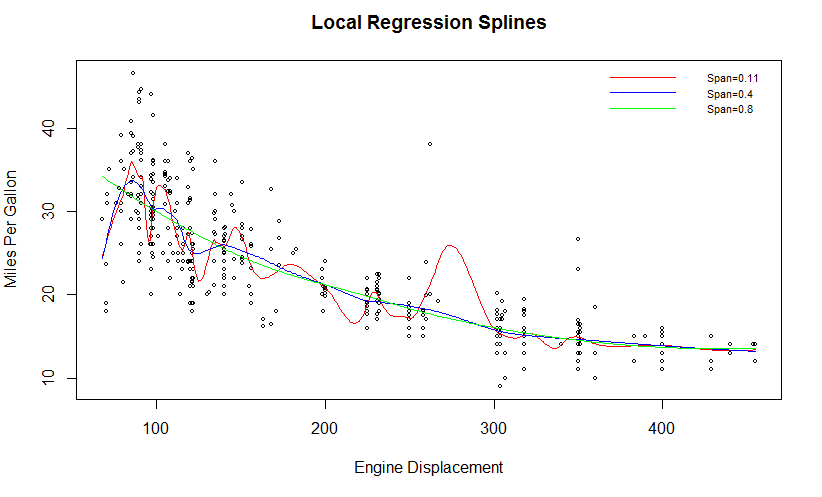 Local Regression Splines
Span=0.11
Span=0.4
Span=0.8
40
30
20
10
Miles Per Gallon
100 200 300 400
Engine Displacement